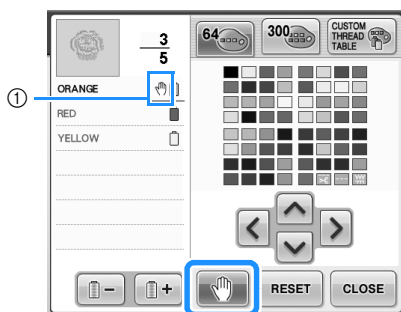 3
5
64
300
CUSTOM
THREAD
TABLE
①
ORANGE
RED
YELLOW
−
+
RESET
CLOSE